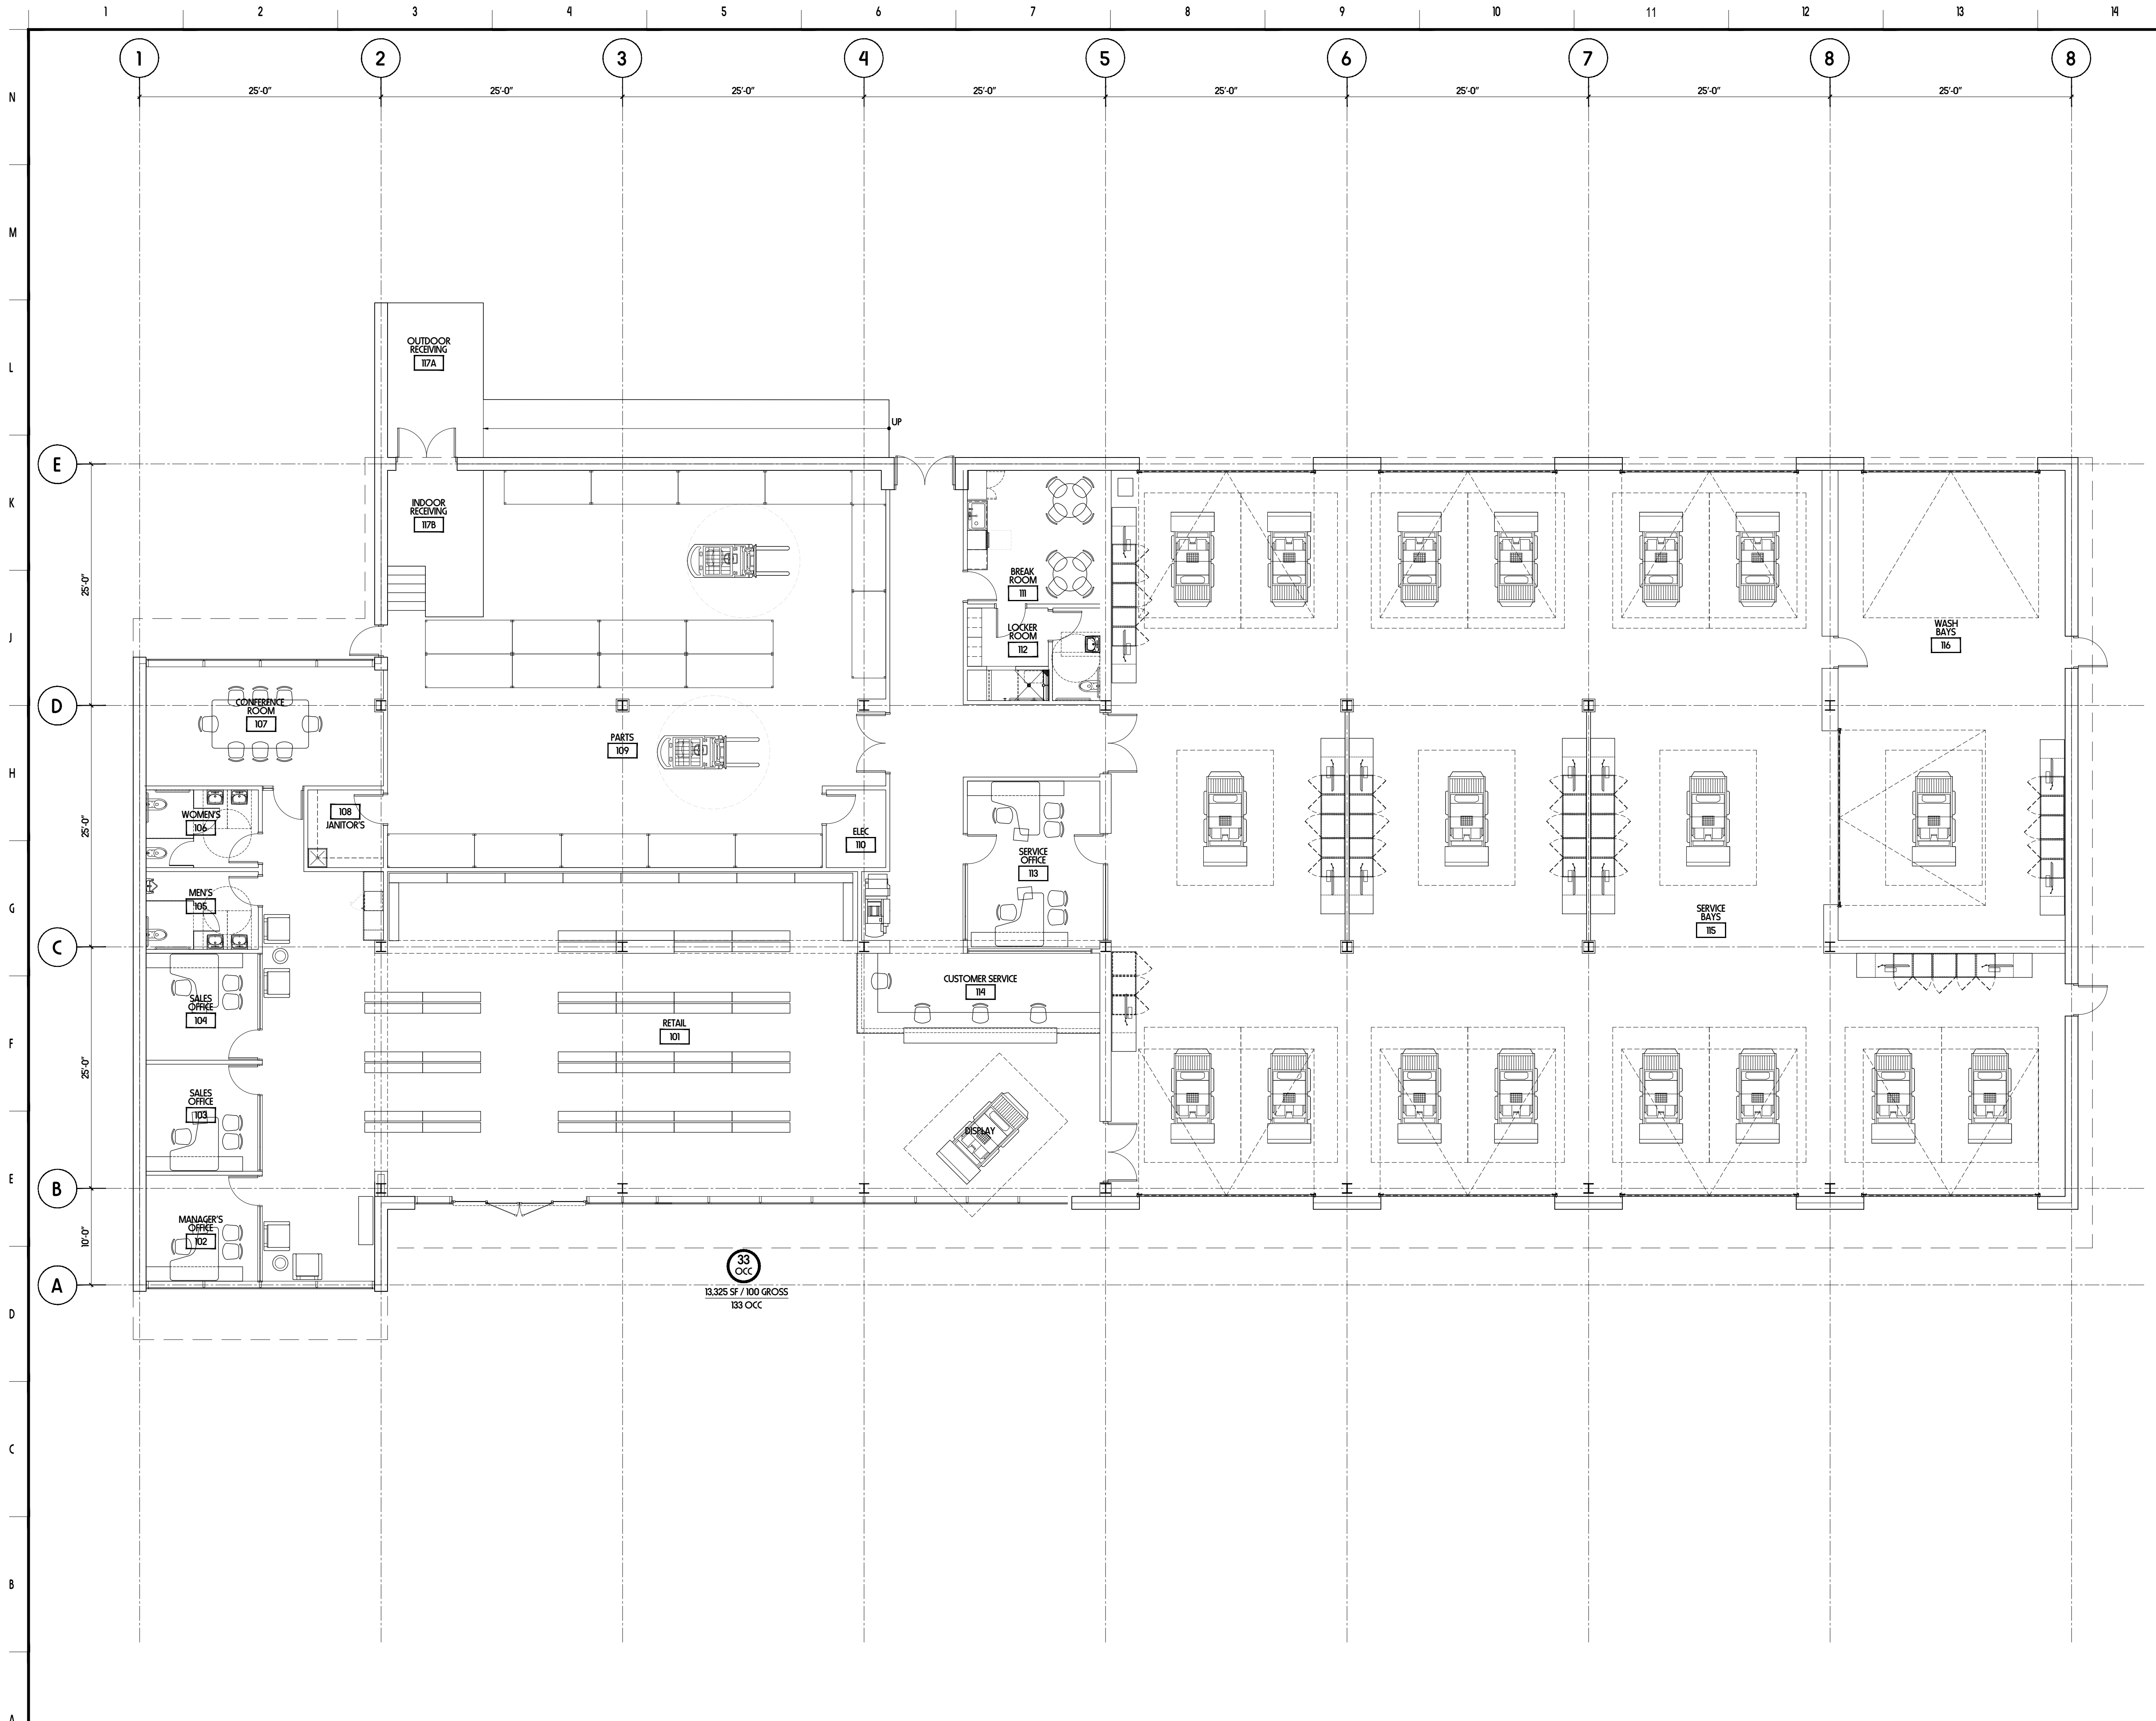 1 2 3 4 5 6 7 8 9 10 11 12 13 14
1 2 3 4 5 6 7 8 8
N
25'-0" 25'-0" 25'-0" 25'-0" 25'-0" 25'-0" 25'-0" 25'-0"
M
OUTDOOR
RECEIVING
117A
L
UP
E
K
INDOOR
RECEIVING
117B
25'-0"
BREAK
ROOM
111
J
LOCKER
ROOM
112
WASH
BAYS
116
D
CONFERENCE
ROOM
107
PARTS
109
H
25'-0"
WOMEN'S
106
108
JANITOR'S
ELEC
110
SERVICE
OFFICE
113
MEN'S
105
G
SERVICE
BAYS
115
C
CUSTOMER SERVICE
114
SALES
OFFICE
104
RETAIL
101
F
25'-0"
SALES
OFFICE
103
DISPLAY
E
B
MANAGER'S
OFFICE
102
10'-0"
33
OCC
13,325 SF / 100 GROSS
133 OCC
A
D
C
B
A